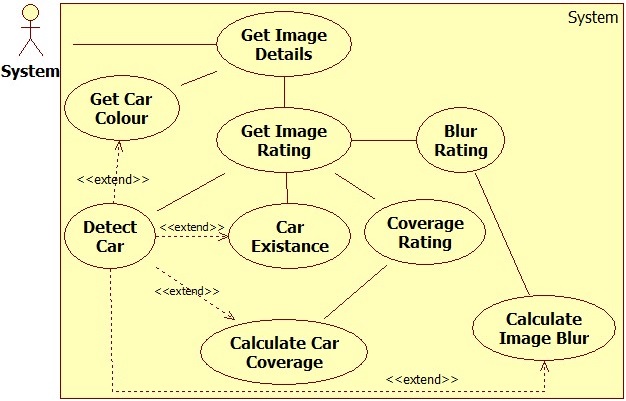 System
System
Get Image
Details
Get Car
Colour
Get Image
Rating
Blur
Rating
<<extend>>
Detect
Car
<<extend>>
Car
Existance
Coverage
Rating
<<extend>>
Calculate Car
Coverage
Calculate
Image Blur
<<extend>>